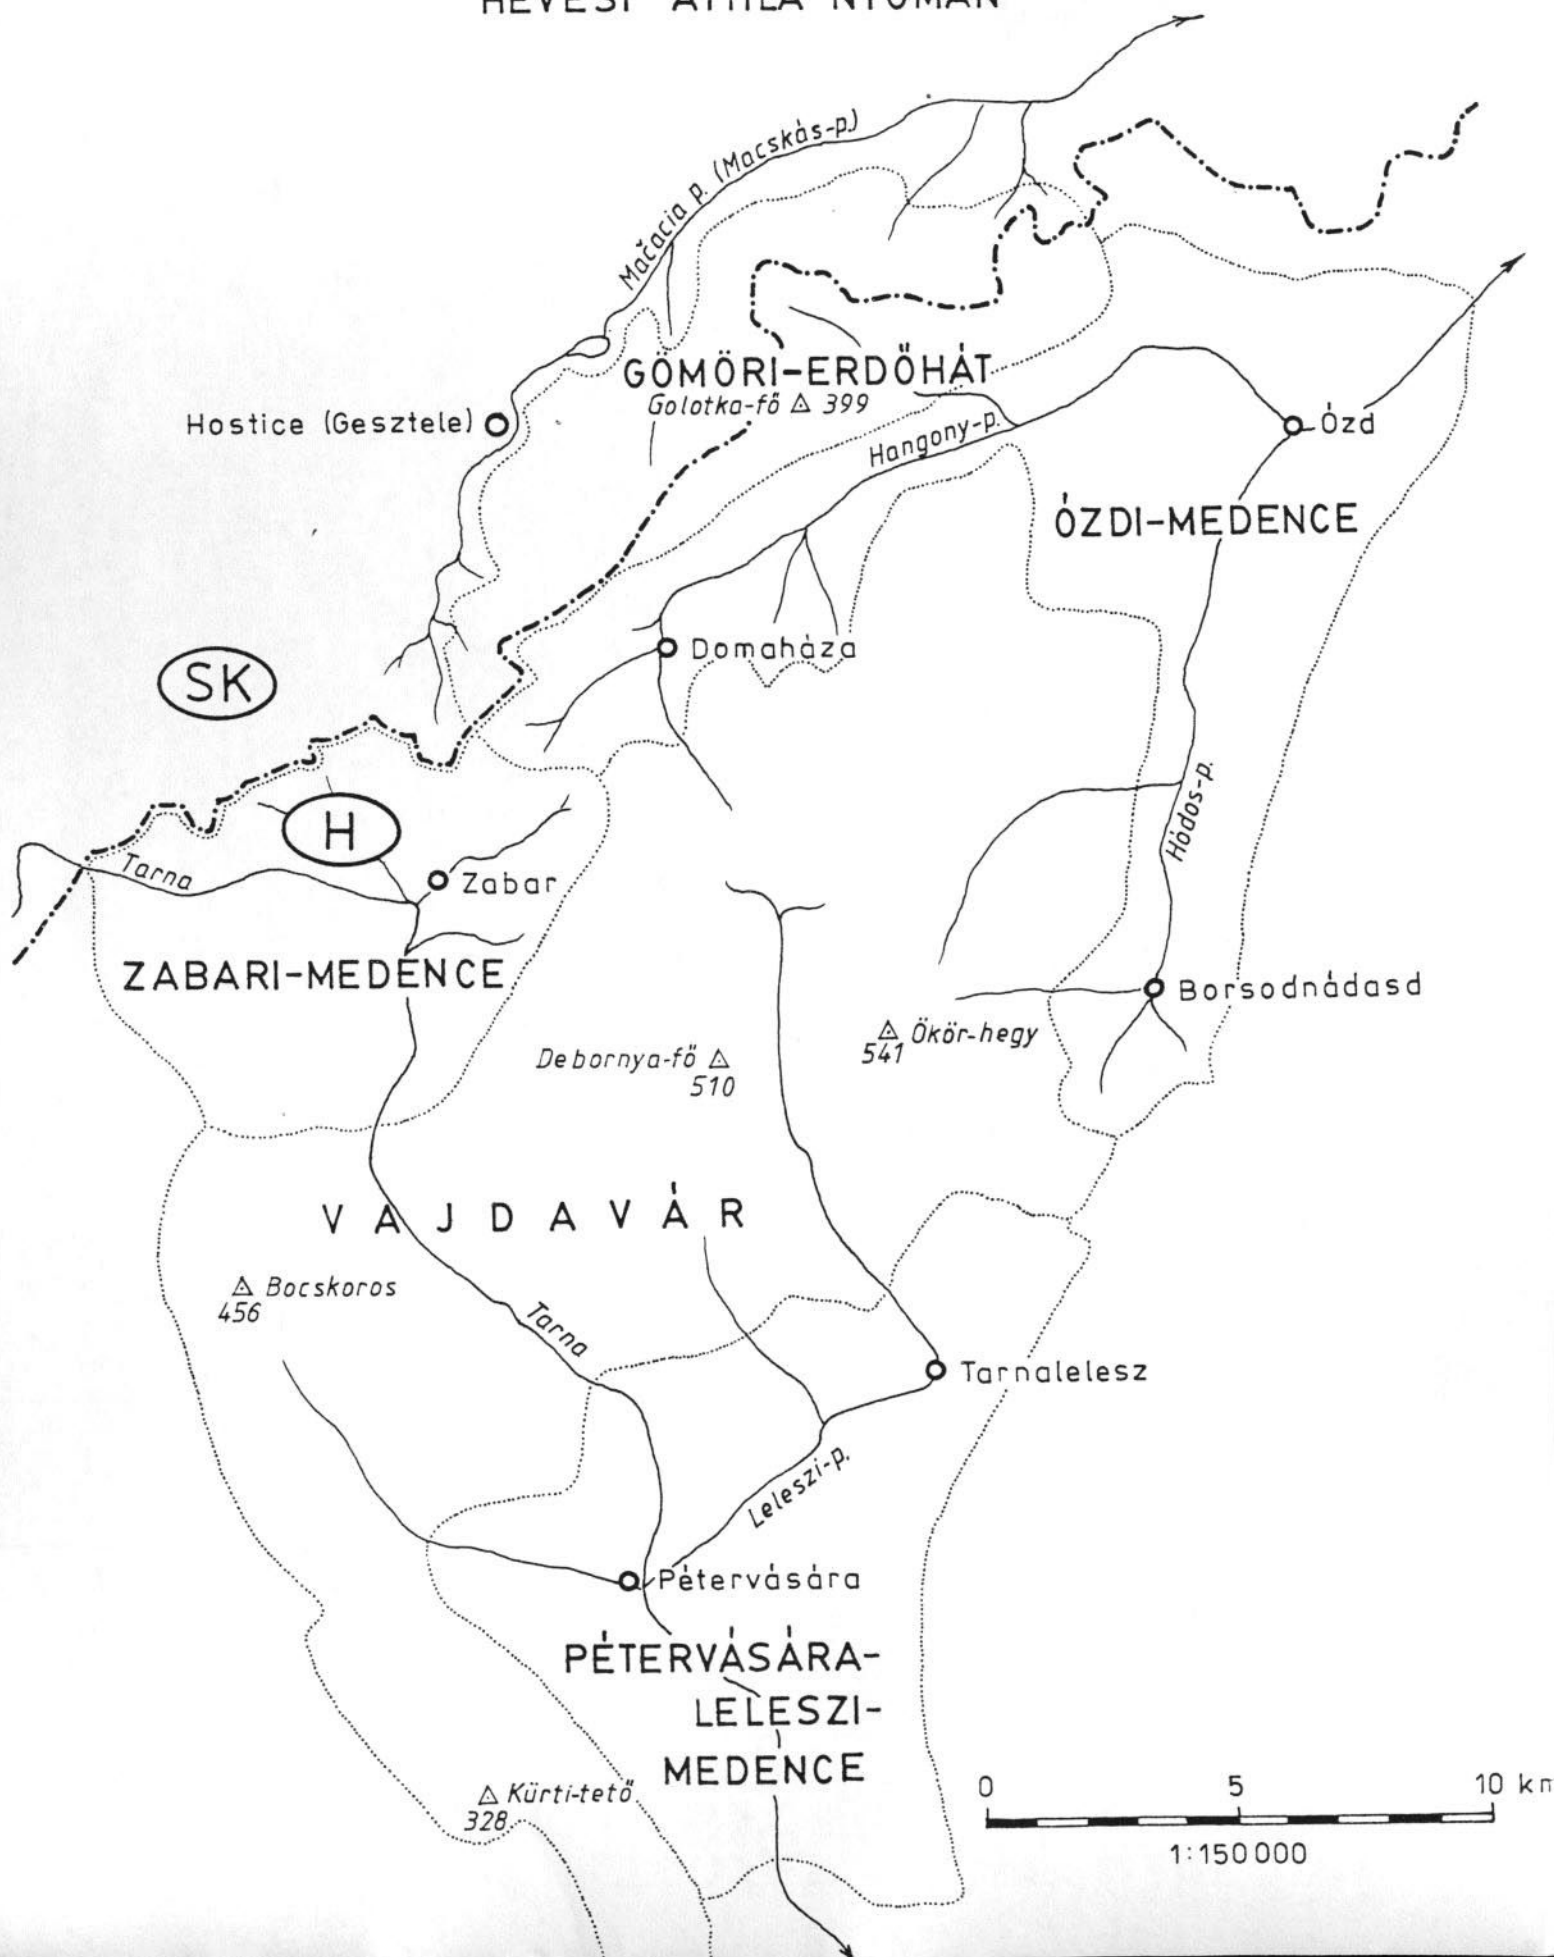 HEVESI ATTILA NYOMÁN
Mačacia p. (Macskás-p.)
GÖMÖRI-ERDŐHÁT
Golotka-fő 399
Hostice (Gesztele)
Hangony-p.
Ózd
ÓZDI-MEDENCE
Domaháza
SK
H
Hódos-p.
Tarna
Zabar
ZABARI-MEDENCE
Borsodnádasd
Ökör-hegy
541
Debornya-fő
510
VAJDAVÁR
Bocskoros
456
Tarna
Tarnalelesz
Leleszi-p.
Pétervására
PÉTERVÁSÁRA-
LELESZI-
MEDENCE
Kürti-tető
328
0 5 10 km
1:150000